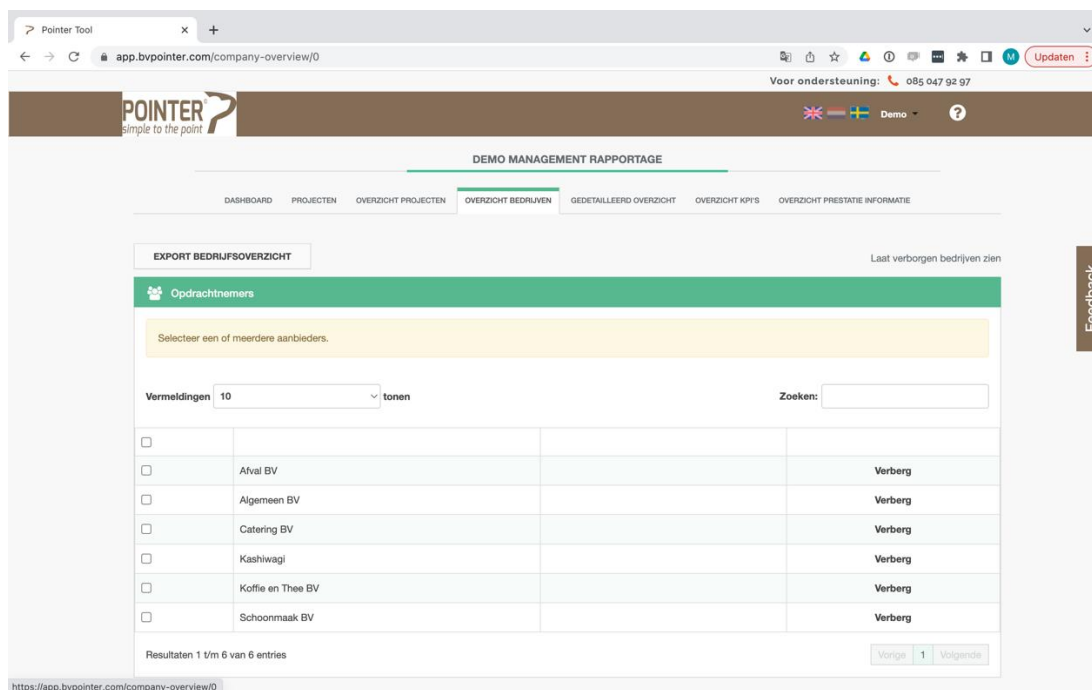 Pointer Tool
app.bvpointer.com/company-overview/0
M
Updaten
Voor ondersteuning: 085 047 92 97
POINTER
simple to the point
Demo
?
DEMO MANAGEMENT RAPPORTAGE
DASHBOARD PROJECTEN OVERZICHT PROJECTEN OVERZICHT BEDRIJVEN GEDETAILLEERD OVERZICHT OVERZICHT KPI'S OVERZICHT PRESTATIE INFORMATIE
EXPORT BEDRIJFSOVERZICHT
Laat verborgen bedrijven zien
Feedback
Opdrachtnemers
Selecteer een of meerdere aanbieders.
Vermeldingen 10 tonen
Zoeken:
Afval BV Verberg
Algemeen BV Verberg
Catering BV Verberg
Kashiwagi Verberg
Koffie en Thee BV Verberg
Schoonmaak BV Verberg
Resultaten 1 t/m 6 van 6 entries
Vorige 1 Volgende
https://app.bvpointer.com/company-overview/0